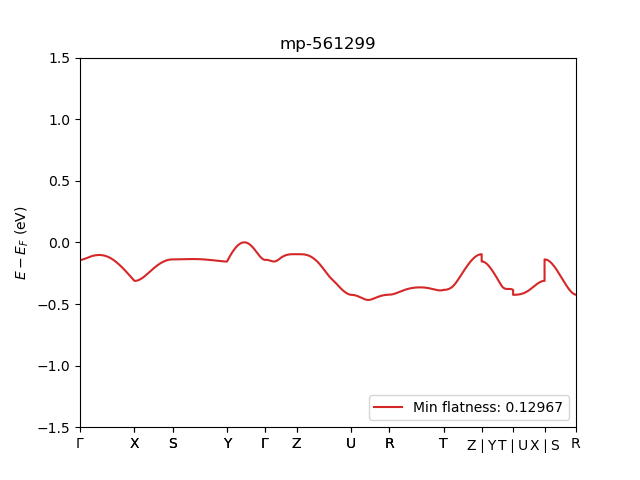 mp-561299
E − E_F (eV)
1.5
1.0
0.5
0.0
−0.5
−1.0
−1.5
Min flatness: 0.12967
Γ X S Y Γ Z U R T Z | Y T | U X | S R